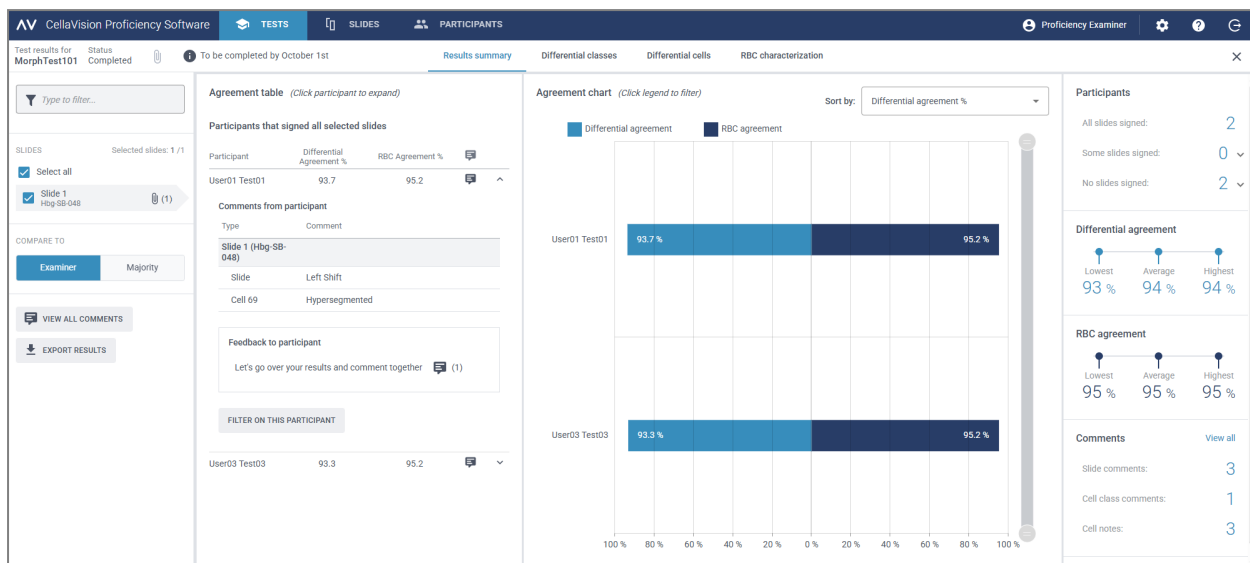 CellaVision Proficiency Software
TESTS
SLIDES
PARTICIPANTS
Proficiency Examiner
Test results for
MorphTest101
Status
Completed
To be completed by October 1st
Results summary
Differential classes
Differential cells
RBC characterization
Type to filter...
SLIDES
Selected slides: 1 /1
Select all
Slide 1
Hbg-SB-048
(1)
COMPARE TO
Examiner
Majority
VIEW ALL COMMENTS
EXPORT RESULTS
Agreement table (Click participant to expand)
Participants that signed all selected slides
Participant
Differential
Agreement %
RBC Agreement %
User01 Test01 93.7 95.2
Comments from participant
Type Comment
Slide 1 (Hbg-SB-
048)
Slide Left Shift
Cell 69 Hypersegmented
Feedback to participant
Let's go over your results and comment together (1)
FILTER ON THIS PARTICIPANT
User03 Test03 93.3 95.2
Agreement chart (Click legend to filter)
Sort by: Differential agreement %
Differential agreement
RBC agreement
User01 Test01 93.7 % 95.2 %
User03 Test03 93.3 % 95.2 %
100 % 80 % 60 % 40 % 20 % 0 % 20 % 40 % 60 % 80 % 100 %
Participants
All slides signed: 2
Some slides signed: 0
No slides signed: 2
Differential agreement
Lowest Average Highest
93 % 94 % 94 %
RBC agreement
Lowest Average Highest
95 % 95 % 95 %
Comments View all
Slide comments: 3
Cell class comments: 1
Cell notes: 3